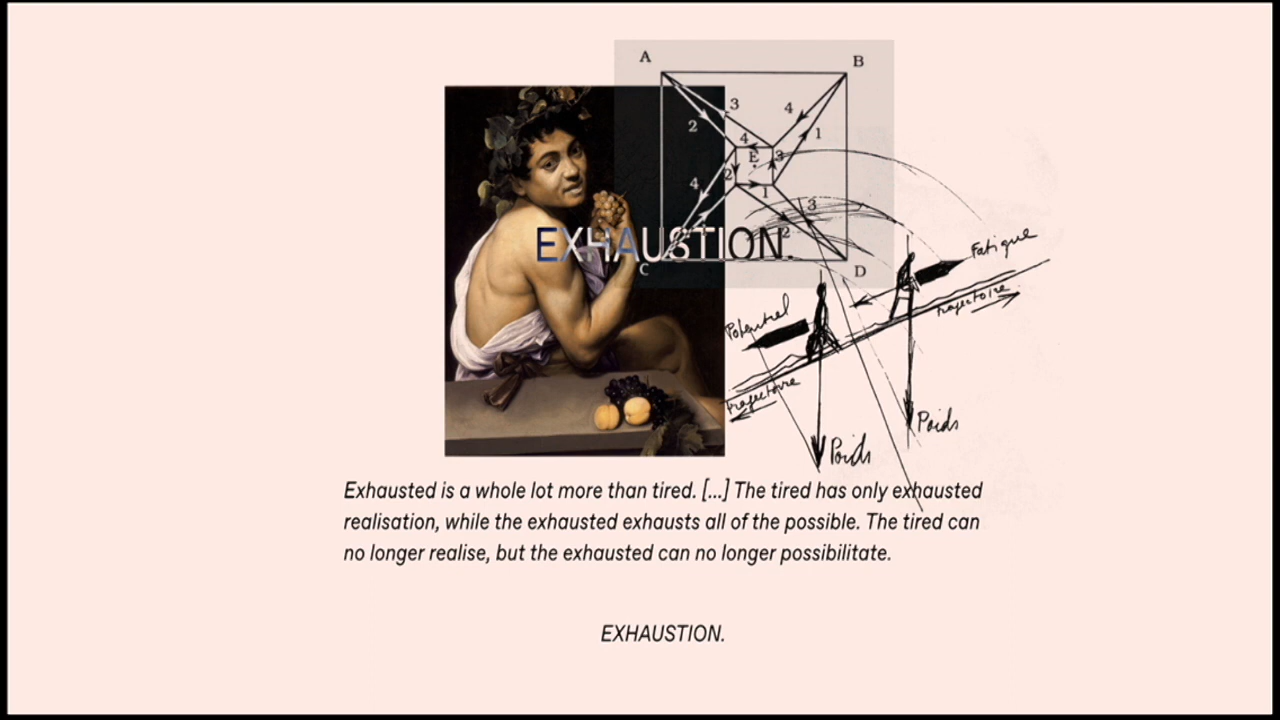 A
B
3
4
2
1
4
E
3
2
4
1
3
2
EXHAUSTION.
C
D
Fatigue
trajectoire
Potentiel
trajectoire
Poids
Poids
Exhausted is a whole lot more than tired. [...] The tired has only exhausted
realisation, while the exhausted exhausts all of the possible. The tired can
no longer realise, but the exhausted can no longer possibilitate.
EXHAUSTION.